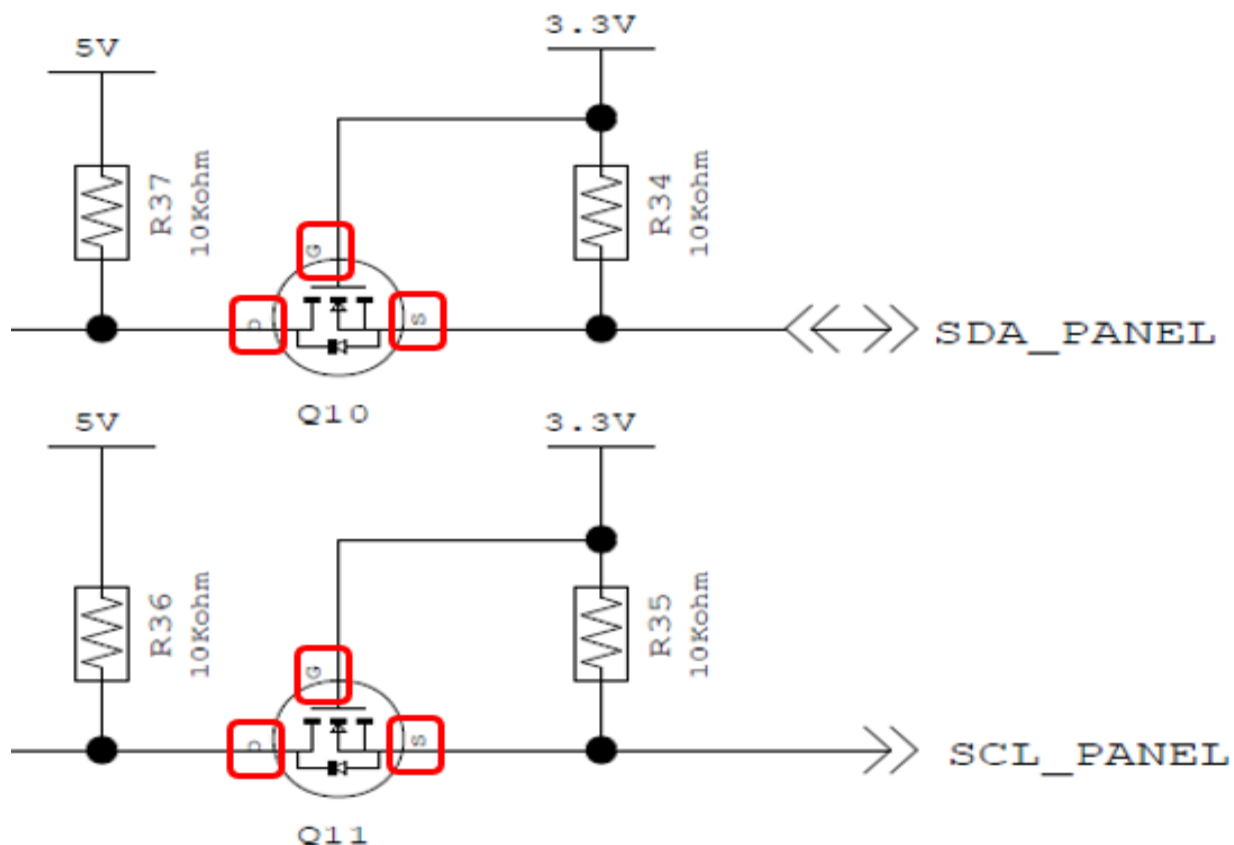 5V
3.3V
R37
10Kohm
R34
10Kohm
G
D
S
SDA_PANEL
Q10
5V
3.3V
R36
10Kohm
R35
10Kohm
G
D
S
SCL_PANEL
Q11